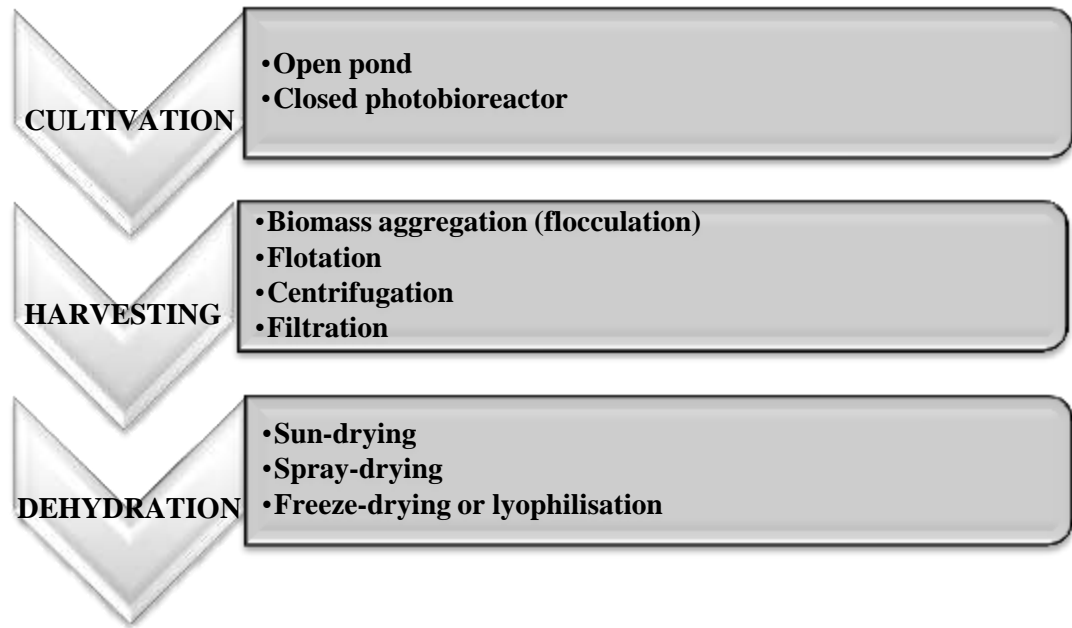 CULTIVATION
•Open pond
•Closed photobioreactor
HARVESTING
•Biomass aggregation (flocculation)
•Flotation
•Centrifugation
•Filtration
DEHYDRATION
•Sun-drying
•Spray-drying
•Freeze-drying or lyophilisation